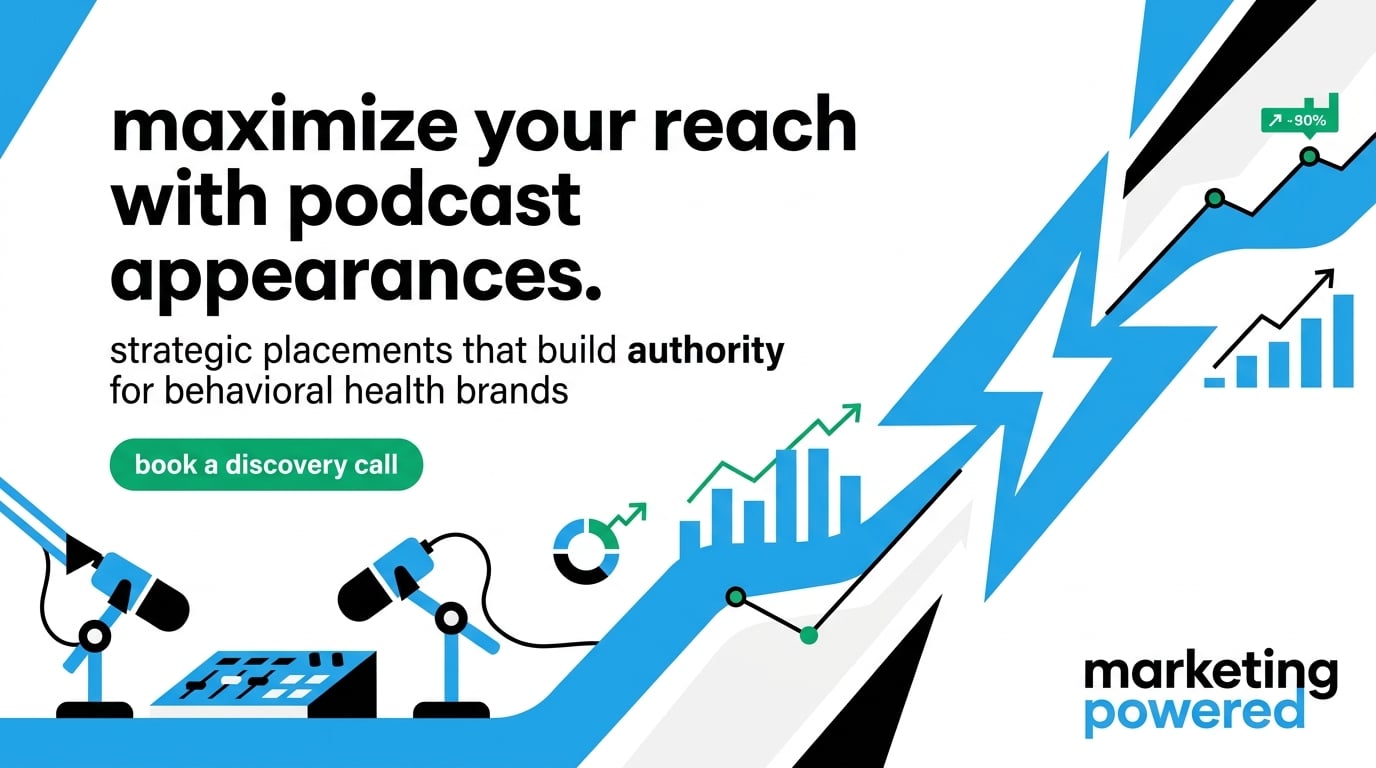 maximize your reach
with podcast
appearances.
strategic placements that build authority
for behavioral health brands
book a discovery call
~90%
marketing
powered